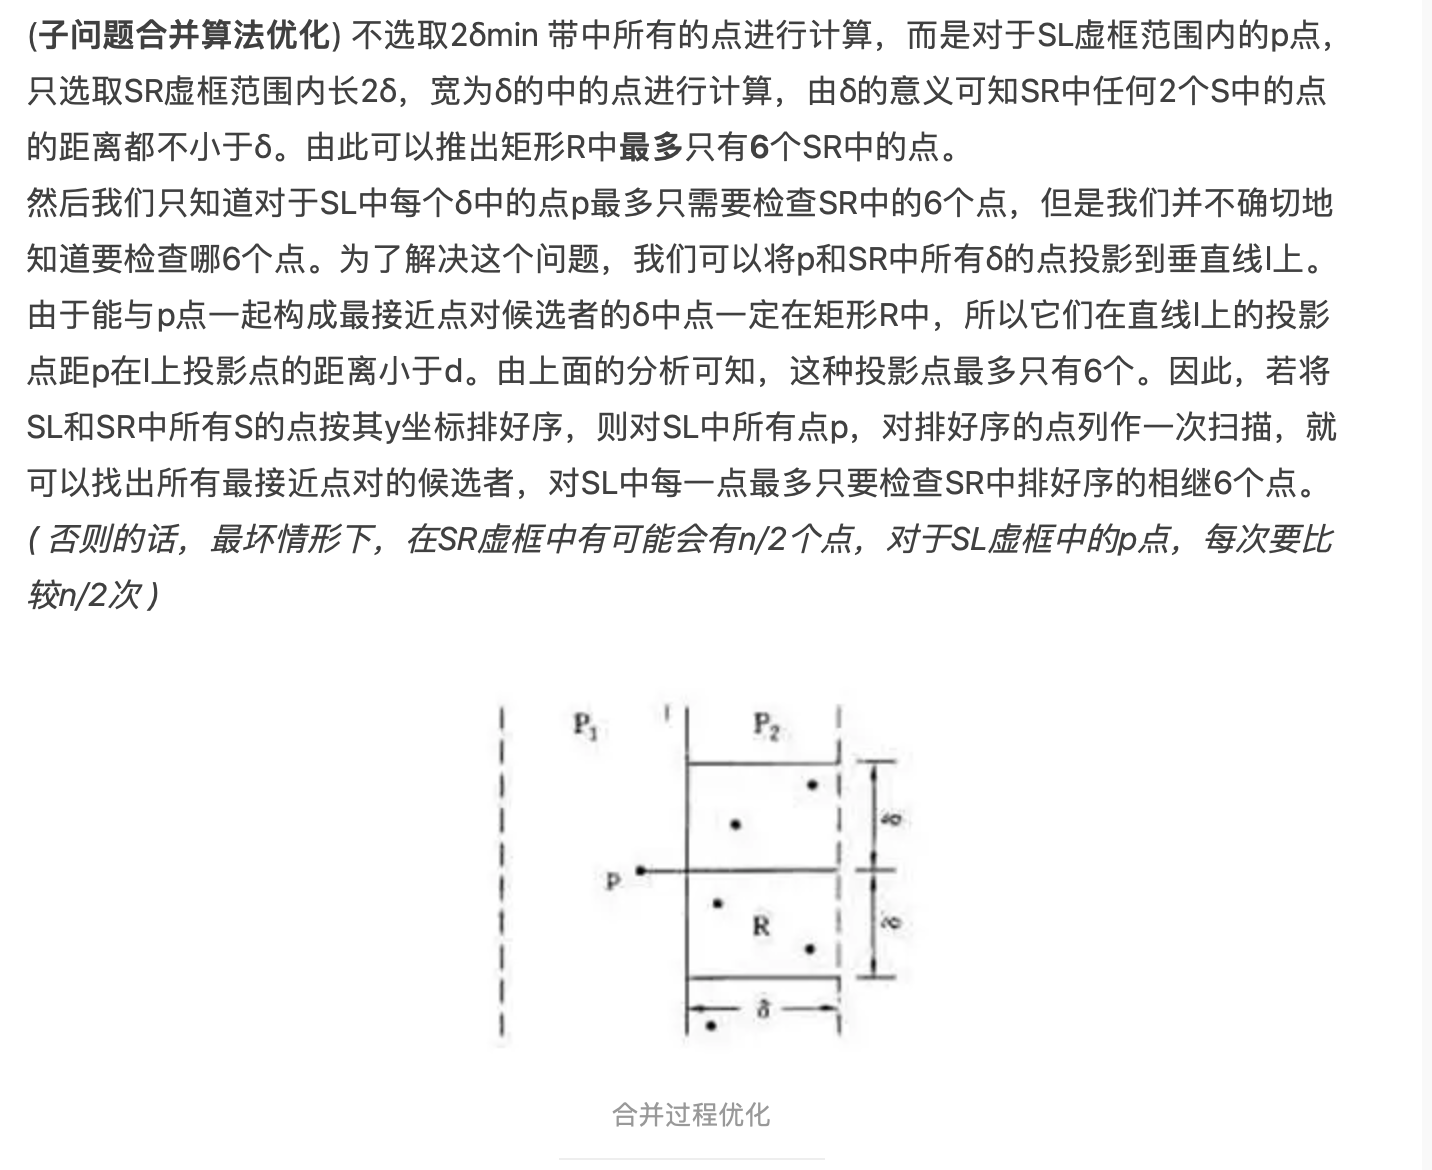 (子问题合并算法优化) 不选取2δmin 带中所有的点进行计算，而是对于SL虚框范围内的p点，
只选取SR虚框范围内长2δ，宽为δ的中的点进行计算，由δ的意义可知SR中任何2个S中的点
的距离都不小于δ。由此可以推出矩形R中最多只有6个SR中的点。
然后我们只知道对于SL中每个δ中的点p最多只需要检查SR中的6个点，但是我们并不确切地
知道要检查哪6个点。为了解决这个问题，我们可以将p和SR中所有δ的点投影到垂直线l上。
由于能与p点一起构成最接近点对候选者的δ中点一定在矩形R中，所以它们在直线l上的投影
点距p在l上投影点的距离小于d。由上面的分析可知，这种投影点最多只有6个。因此，若将
SL和SR中所有S的点按其y坐标排好序，则对SL中所有点p，对排好序的点列作一次扫描，就
可以找出所有最接近点对的候选者，对SL中每一点最多只要检查SR中排好序的相继6个点。
( 否则的话，最坏情形下，在SR虚框中有可能会有n/2个点，对于SL虚框中的p点，每次要比
较n/2次 )
P₁ l P₂
δ
P
R
δ
δ
合并过程优化